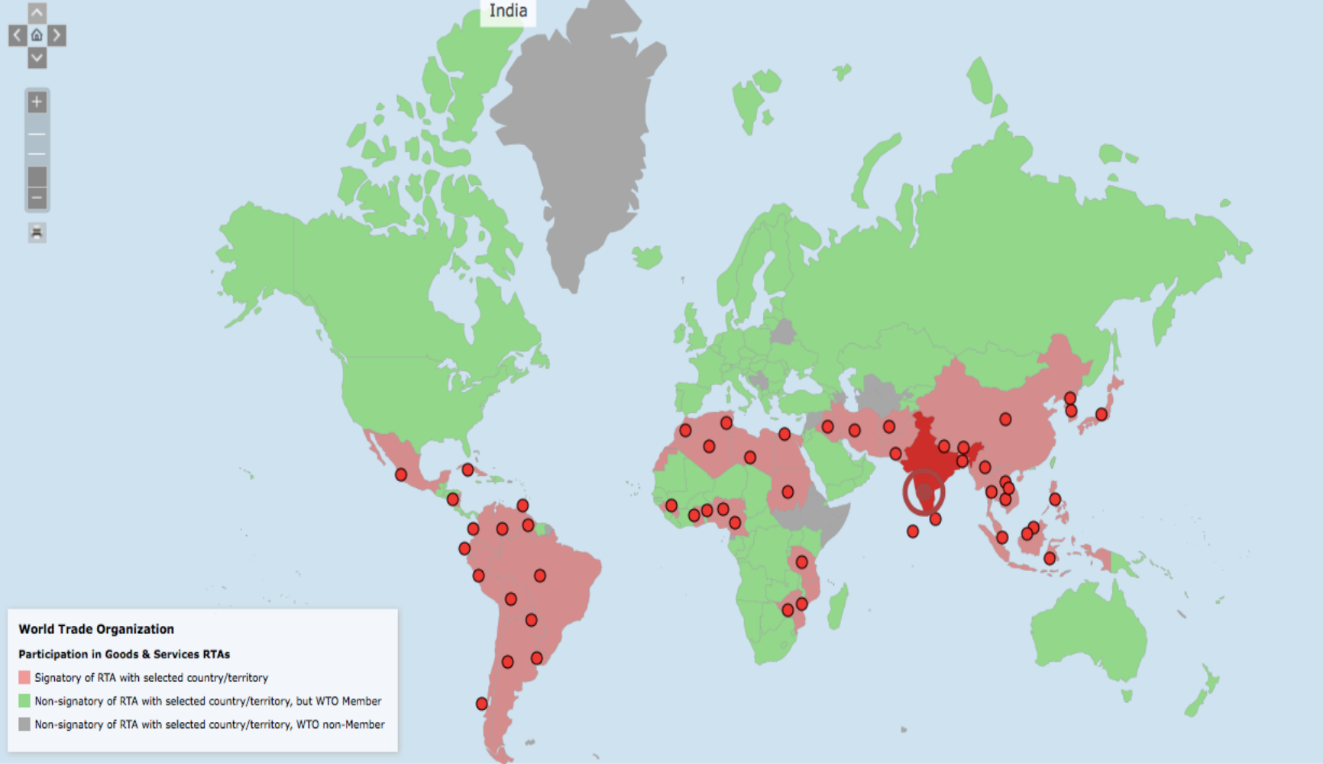 India
World Trade Organization
Participation in Goods & Services RTAs
Signatory of RTA with selected country/territory
Non-signatory of RTA with selected country/territory, but WTO Member
Non-signatory of RTA with selected country/territory, WTO non-Member